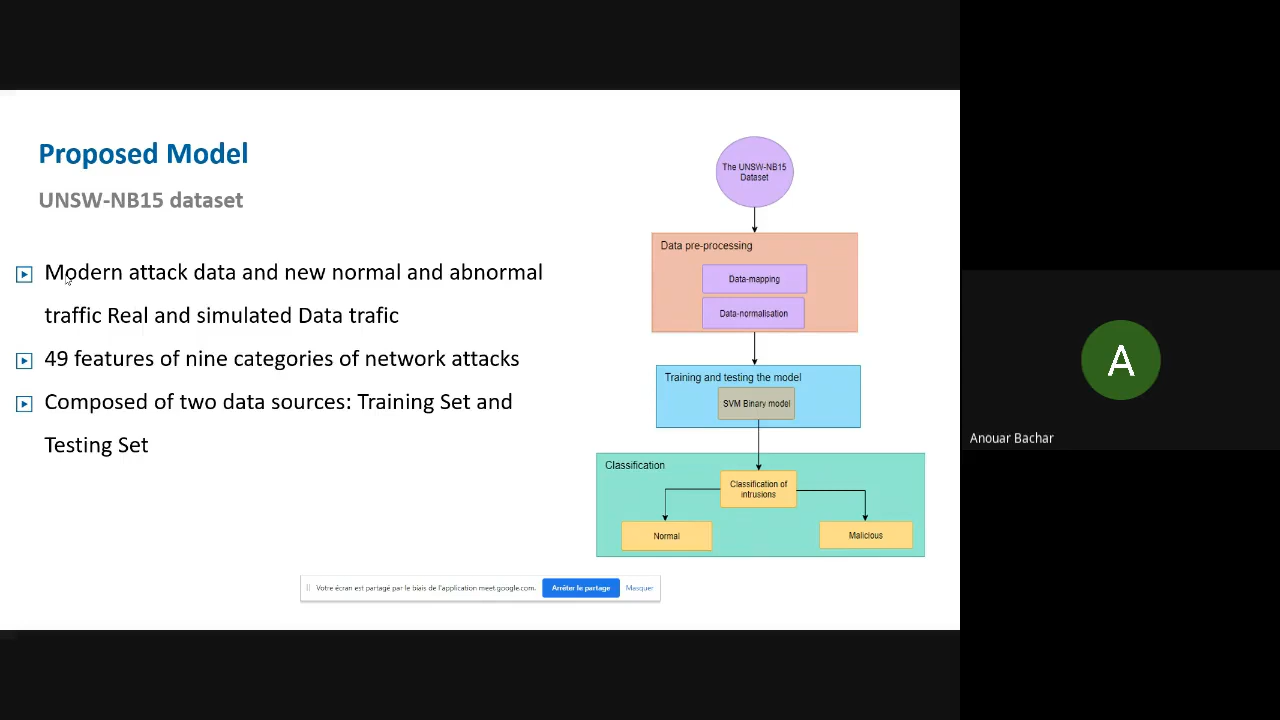 Proposed Model
UNSW-NB15 dataset
Modern attack data and new normal and abnormal
traffic Real and simulated Data trafic
49 features of nine categories of network attacks
Composed of two data sources: Training Set and
Testing Set
The UNSW-NB15
Dataset
Data pre-processing
Data-mapping
Data-normalisation
Training and testing the model
SVM Binary model
Classification
Classification of
intrusions
Normal
Malicious
Votre écran est partagé par le biais de l'application meet.google.com.
Arrêter le partage
Masquer
A
Anouar Bachar